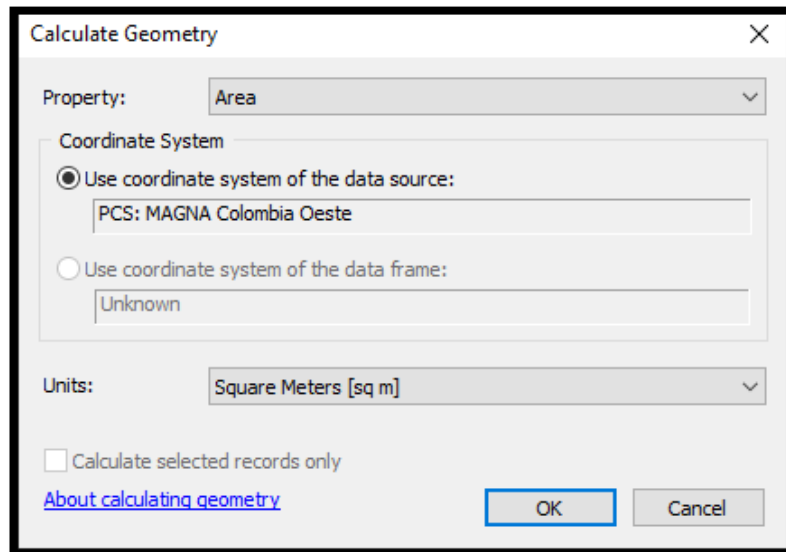 Calculate Geometry
Property: Area
Coordinate System
Use coordinate system of the data source:
PCS: MAGNA Colombia Oeste
Use coordinate system of the data frame:
Unknown
Units: Square Meters [sq m]
Calculate selected records only
About calculating geometry OK Cancel